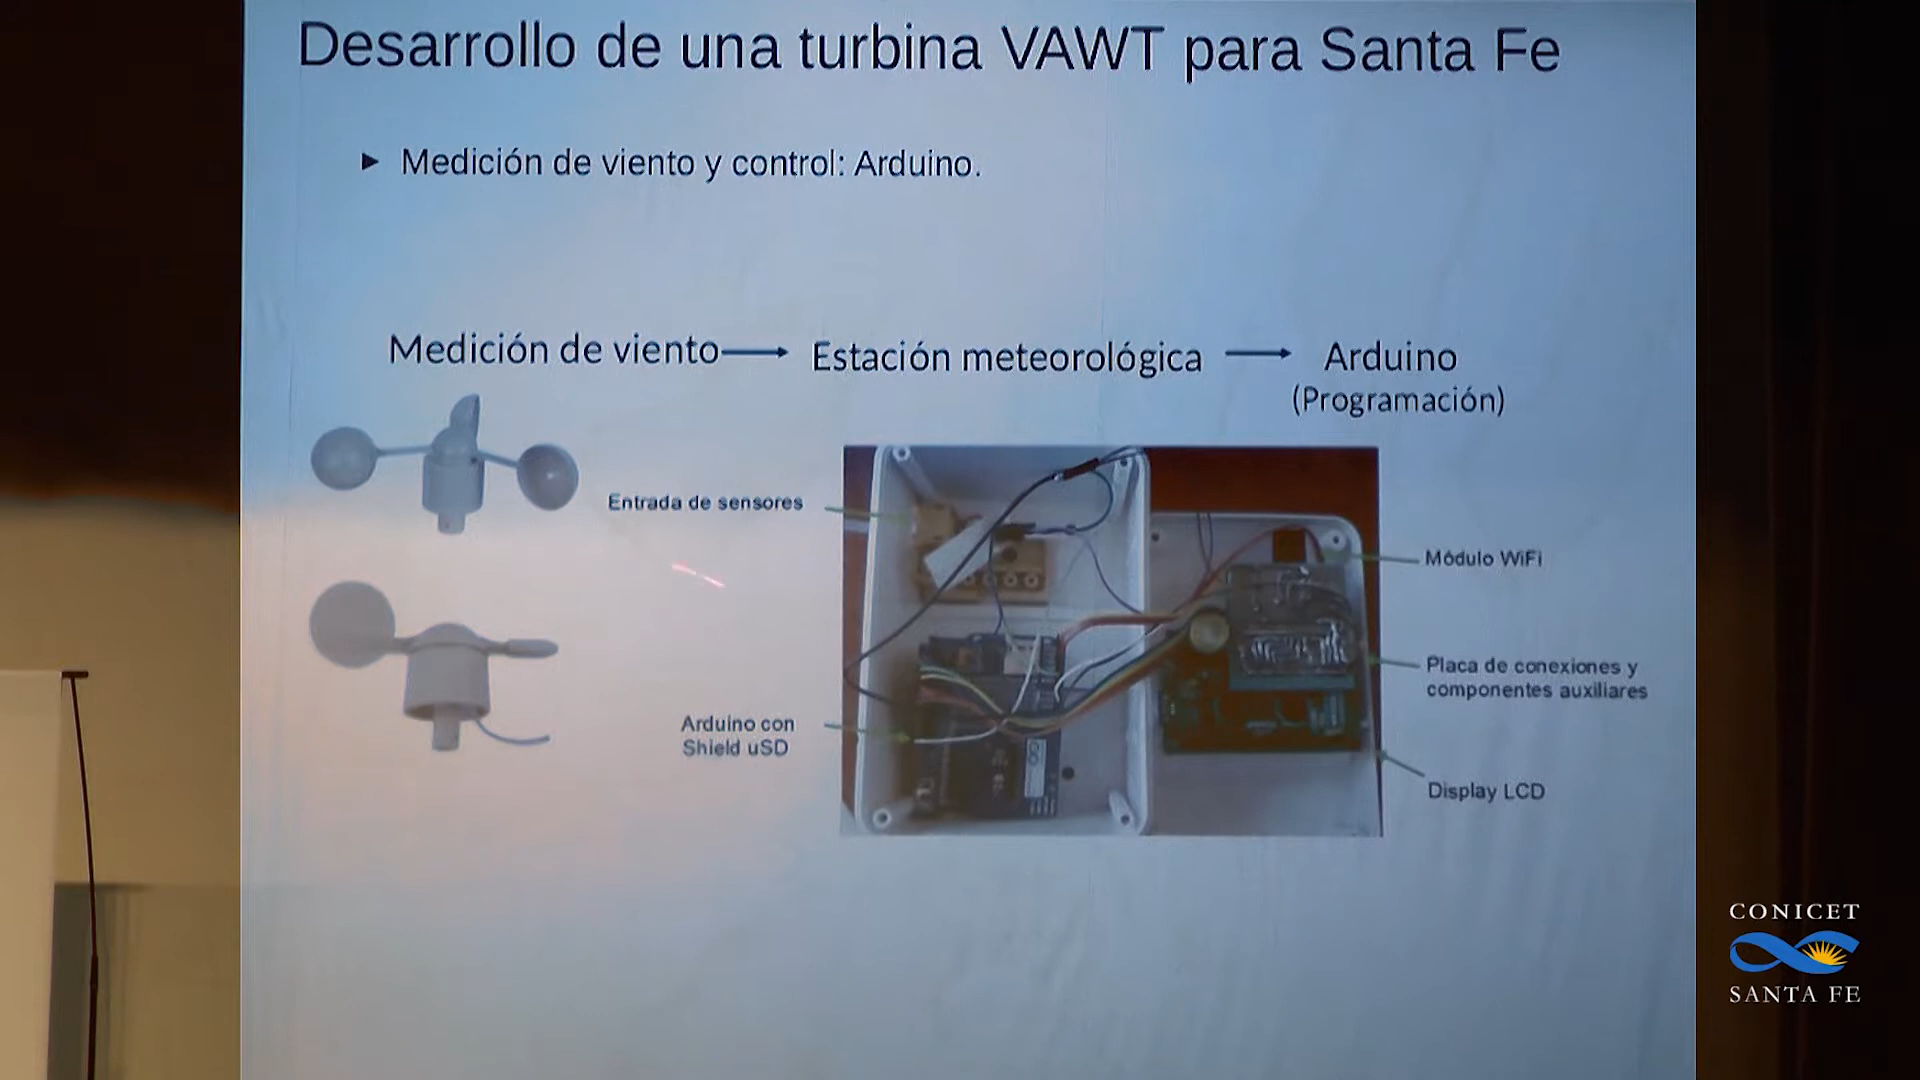 Desarrollo de una turbina VAWT para Santa Fe
► Medición de viento y control: Arduino.
Medición de viento
Estación meteorológica
Arduino
(Programación)
Entrada de sensores
Módulo WiFi
Placa de conexiones y
componentes auxiliares
Arduino con
Shield uSD
Display LCD
CONICET
SANTA FE